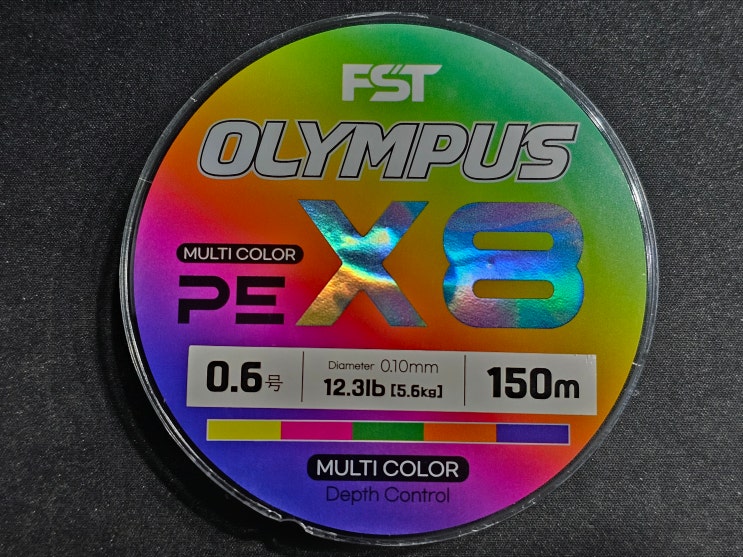 FST
OLYMPUS
X8
MULTI COLOR
PE
0.6号
Diameter 0.10mm
12.3lb [5.6kg]
150m
MULTI COLOR
Depth Control